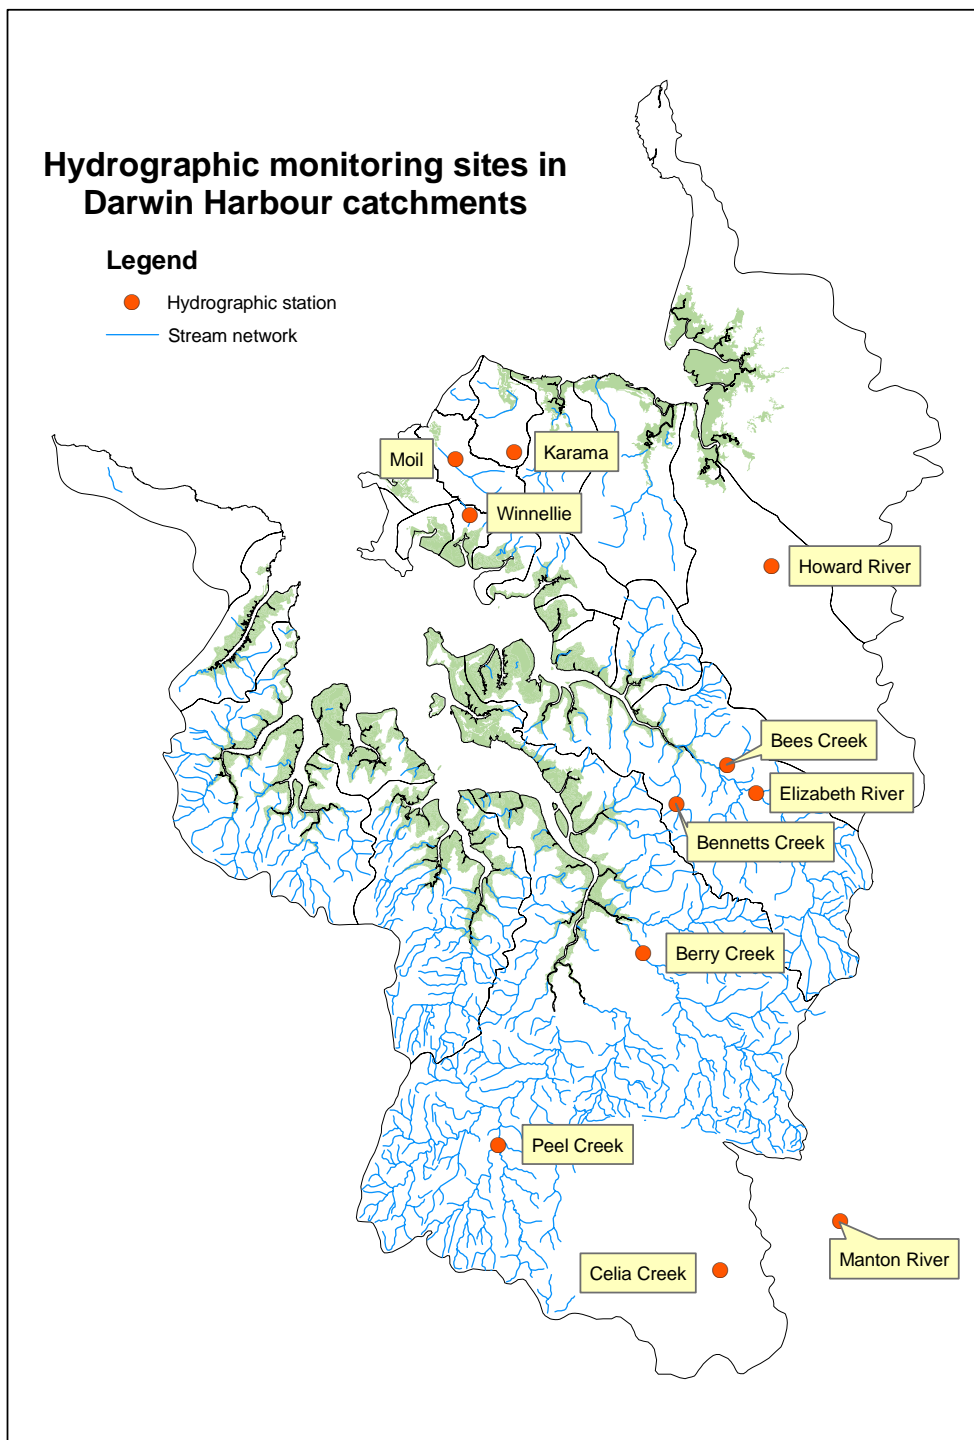 Hydrographic monitoring sites in
Darwin Harbour catchments
Legend
Hydrographic station
Stream network
Moil
Karama
Winnellie
Howard River
Bees Creek
Elizabeth River
Bennetts Creek
Berry Creek
Peel Creek
Manton River
Celia Creek